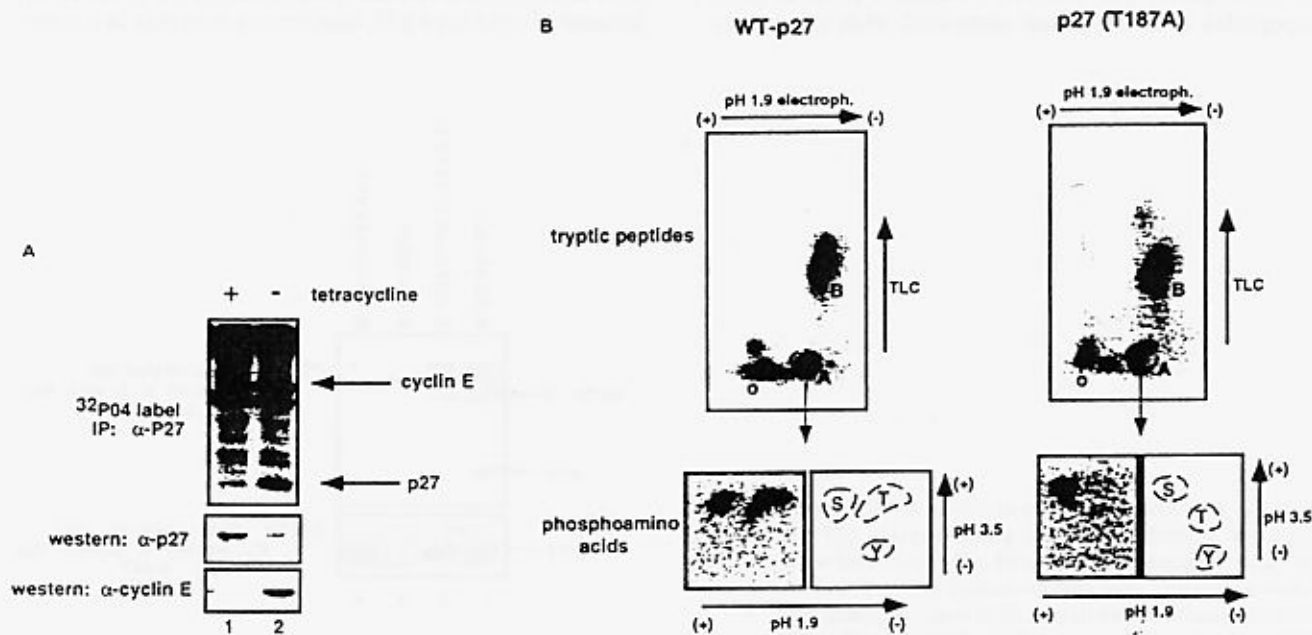 A
+ - tetracycline
cyclin E
32P04 label
IP: α-P27
p27
western: α-p27
western: α-cyclin E
1 2
B
WT-p27
p27 (T187A)
pH 1.9 electroph.
(+) (-)
pH 1.9 electroph.
(+) (-)
tryptic peptides
B
TLC
A
o
B
TLC
A
o
phosphoamino
acids
S T
Y
(+)
pH 3.5
(-)
(+) pH 1.9 (-)
S
T
Y
(+)
pH 3.5
(-)
(+) pH 1.9 (-)